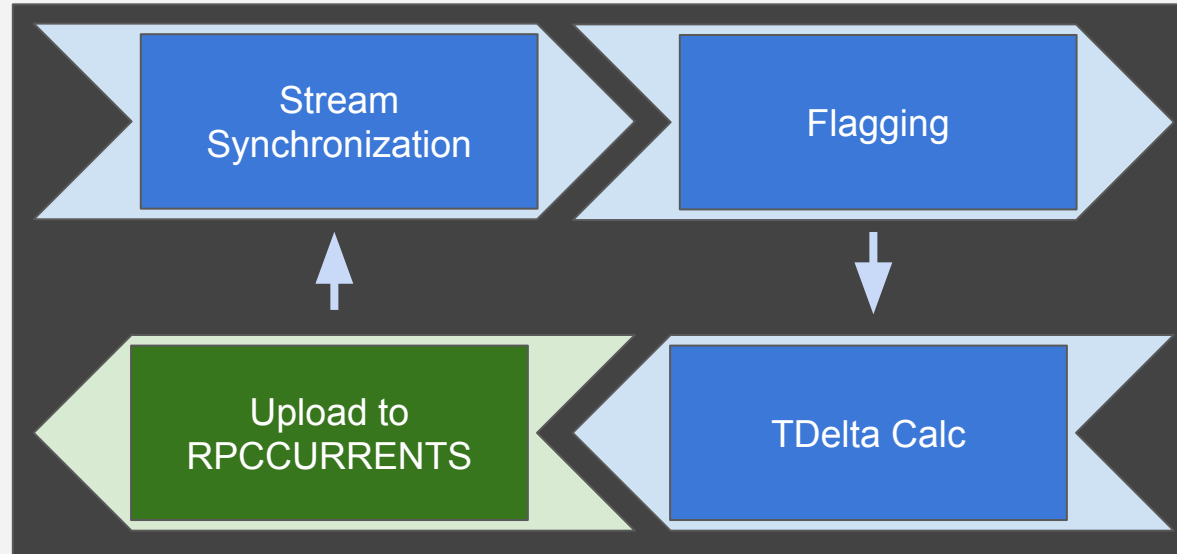 Stream
Synchronization
Flagging
Upload to
RPCCURRENTS
TDelta Calc